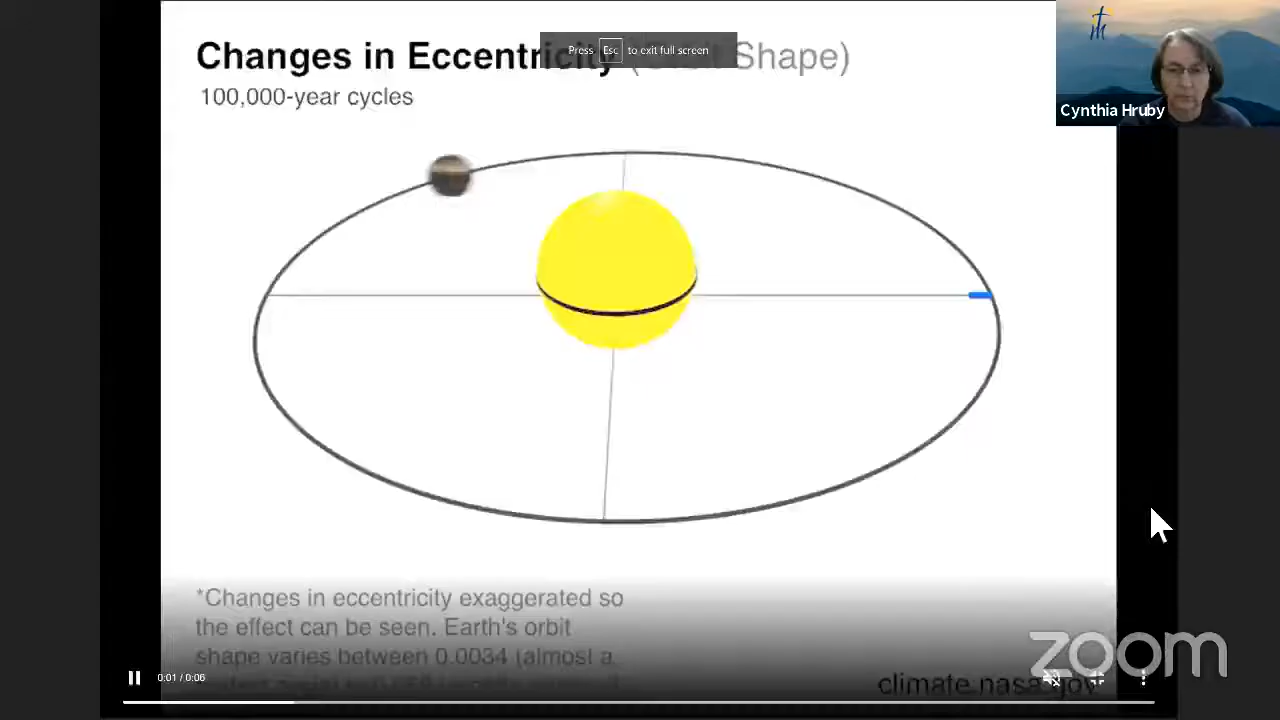 Changes in Eccentricity (Orbit Shape)
Press Esc to exit full screen
100,000-year cycles
Cynthia Hruby
*Changes in eccentricity exaggerated so
the effect can be seen. Earth's orbit
shape varies between 0.0034 (almost a
0:01 / 0:06
climate.nasa.gov
zoom